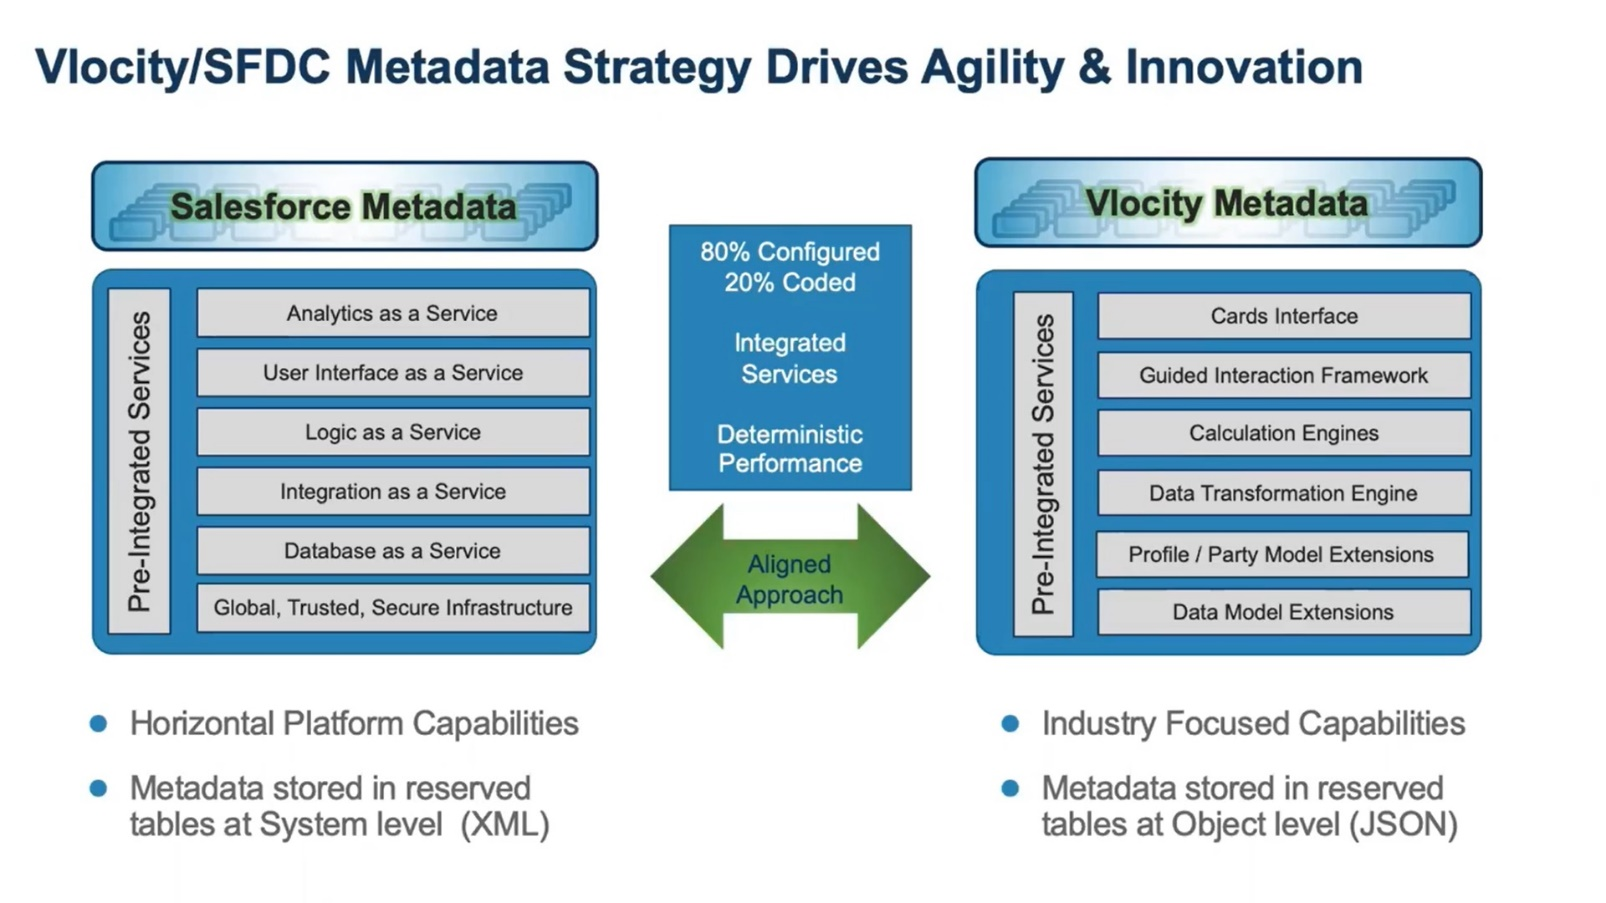 Vlocity/SFDC Metadata Strategy Drives Agility & Innovation
Salesforce Metadata
Pre-Integrated Services
Analytics as a Service
User Interface as a Service
Logic as a Service
Integration as a Service
Database as a Service
Global, Trusted, Secure Infrastructure
80% Configured
20% Coded
Integrated
Services
Deterministic
Performance
Aligned
Approach
Vlocity Metadata
Pre-Integrated Services
Cards Interface
Guided Interaction Framework
Calculation Engines
Data Transformation Engine
Profile / Party Model Extensions
Data Model Extensions
Horizontal Platform Capabilities
Metadata stored in reserved
tables at System level (XML)
Industry Focused Capabilities
Metadata stored in reserved
tables at Object level (JSON)